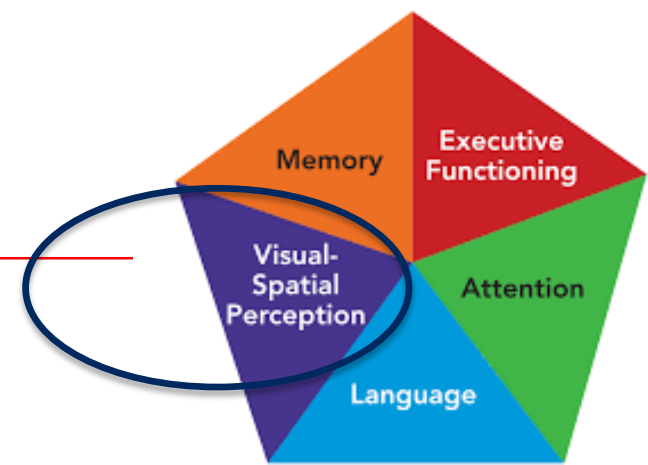 Memory
Executive
Functioning
Visual-
Spatial
Perception
Attention
Language